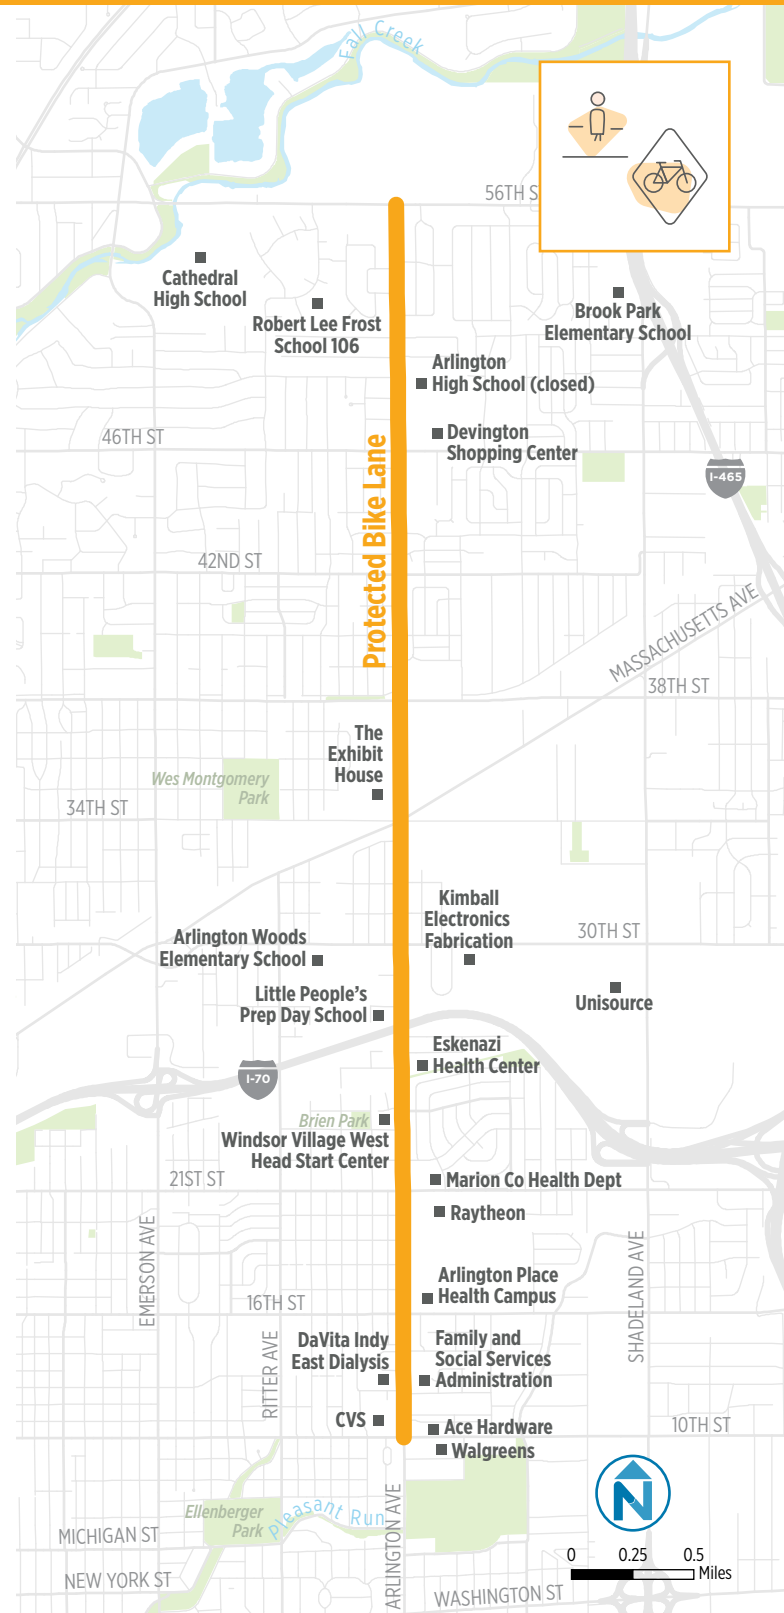 Fall Creek
56TH S
Cathedral
High School
Robert Lee Frost
School 106
Brook Park
Elementary School
Arlington
High School (closed)
46TH ST
Devington
Shopping Center
I-465
Protected Bike Lane
42ND ST
MASSACHUSETTS AVE
38TH ST
The
Exhibit
House
Wes Montgomery
Park
34TH ST
Kimball
Electronics
Fabrication
30TH ST
Arlington Woods
Elementary School
Little People's
Prep Day School
Unisource
Eskenazi
Health Center
I-70
Brien Park
Windsor Village West
Head Start Center
21ST ST
Marion Co Health Dept
Raytheon
EMERSON AVE
SHADELAND AVE
Arlington Place
Health Campus
16TH ST
RITTER AVE
DaVita Indy
East Dialysis
Family and
Social Services
Administration
CVS
Ace Hardware
10TH ST
Walgreens
N
Ellenberger
Park
Pleasant Run
ARLINGTON AVE
MICHIGAN ST
0 0.25 0.5
Miles
NEW YORK ST
WASHINGTON ST